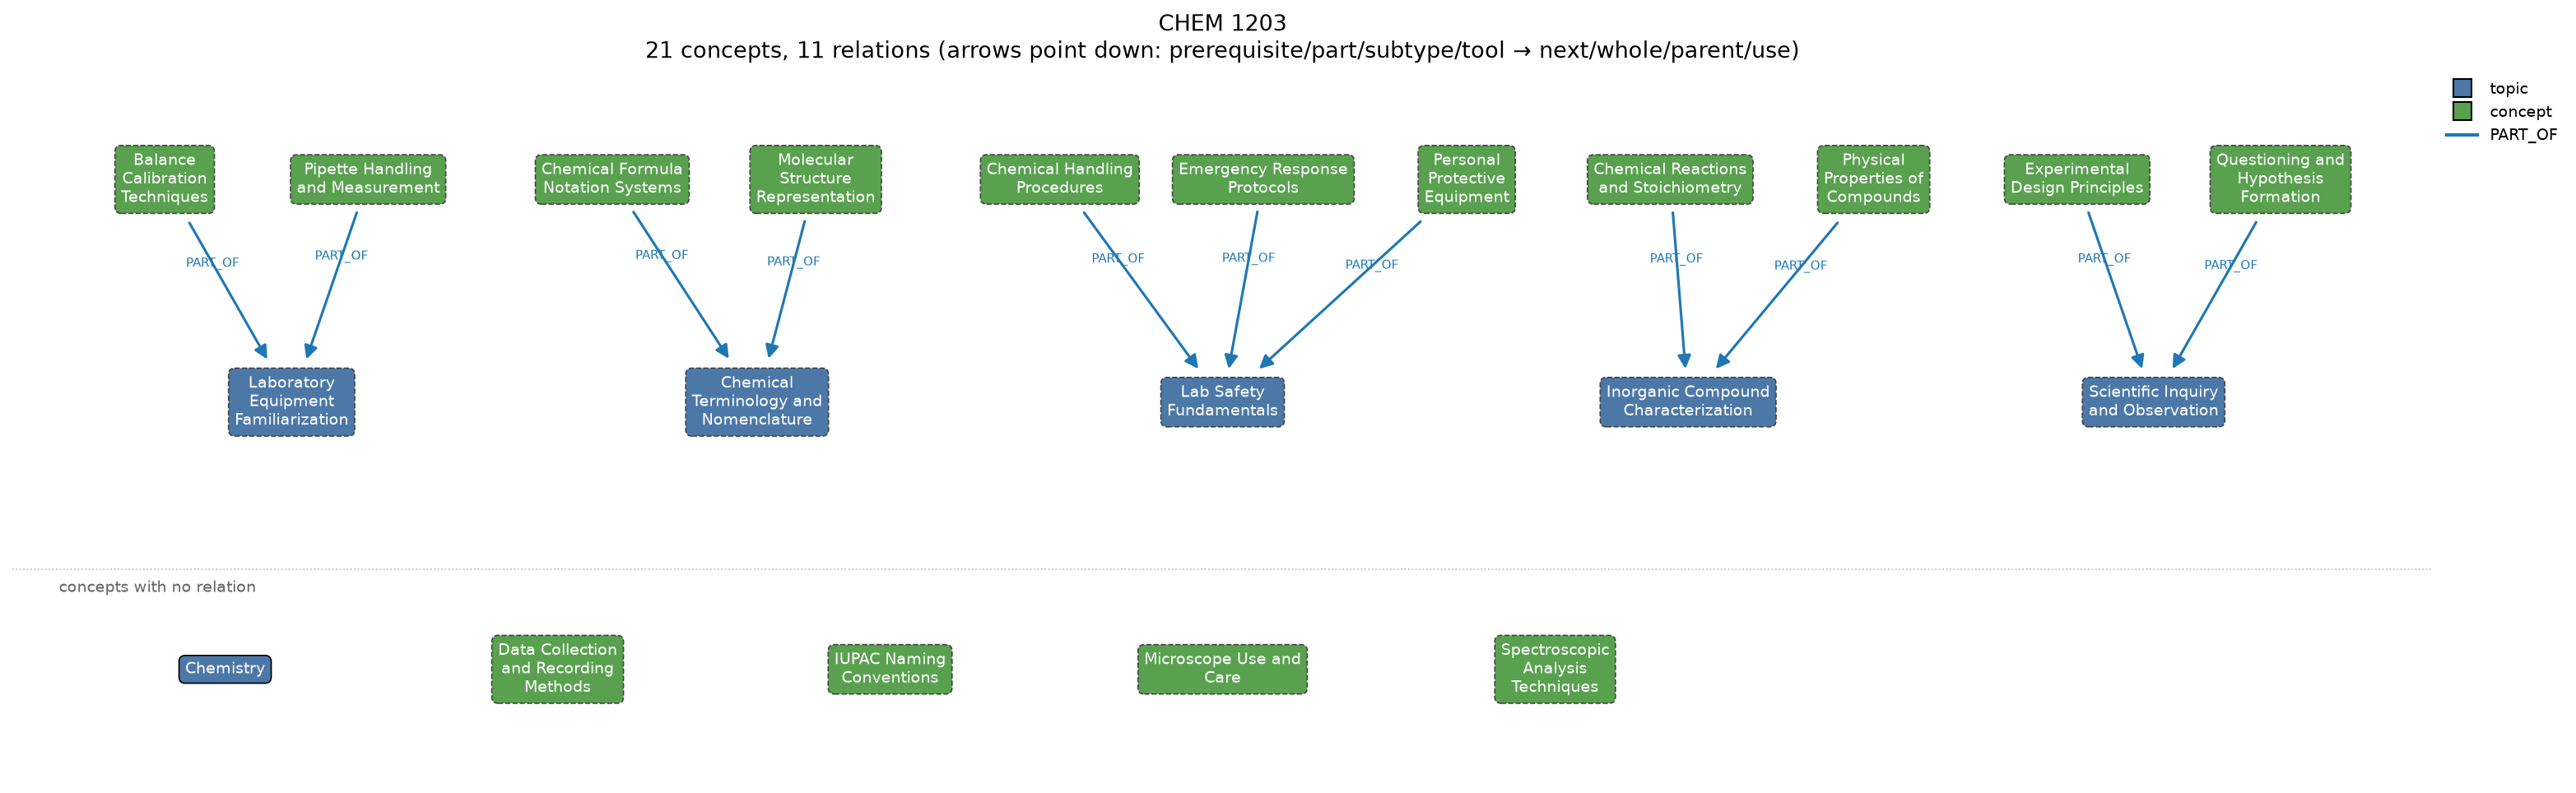 CHEM 1203
21 concepts, 11 relations (arrows point down: prerequisite/part/subtype/tool → next/whole/parent/use)
topic
concept
PART_OF
Balance
Calibration
Techniques
Pipette Handling
and Measurement
Chemical Formula
Notation Systems
Molecular
Structure
Representation
Chemical Handling
Procedures
Emergency Response
Protocols
Personal
Protective
Equipment
Chemical Reactions
and Stoichiometry
Physical
Properties of
Compounds
Experimental
Design Principles
Questioning and
Hypothesis
Formation
PART_OF
PART_OF
PART_OF
PART_OF
PART_OF
PART_OF
PART_OF
PART_OF
PART_OF
PART_OF
PART_OF
Laboratory
Equipment
Familiarization
Chemical
Terminology and
Nomenclature
Lab Safety
Fundamentals
Inorganic Compound
Characterization
Scientific Inquiry
and Observation
concepts with no relation
Chemistry
Data Collection
and Recording
Methods
IUPAC Naming
Conventions
Microscope Use and
Care
Spectroscopic
Analysis
Techniques